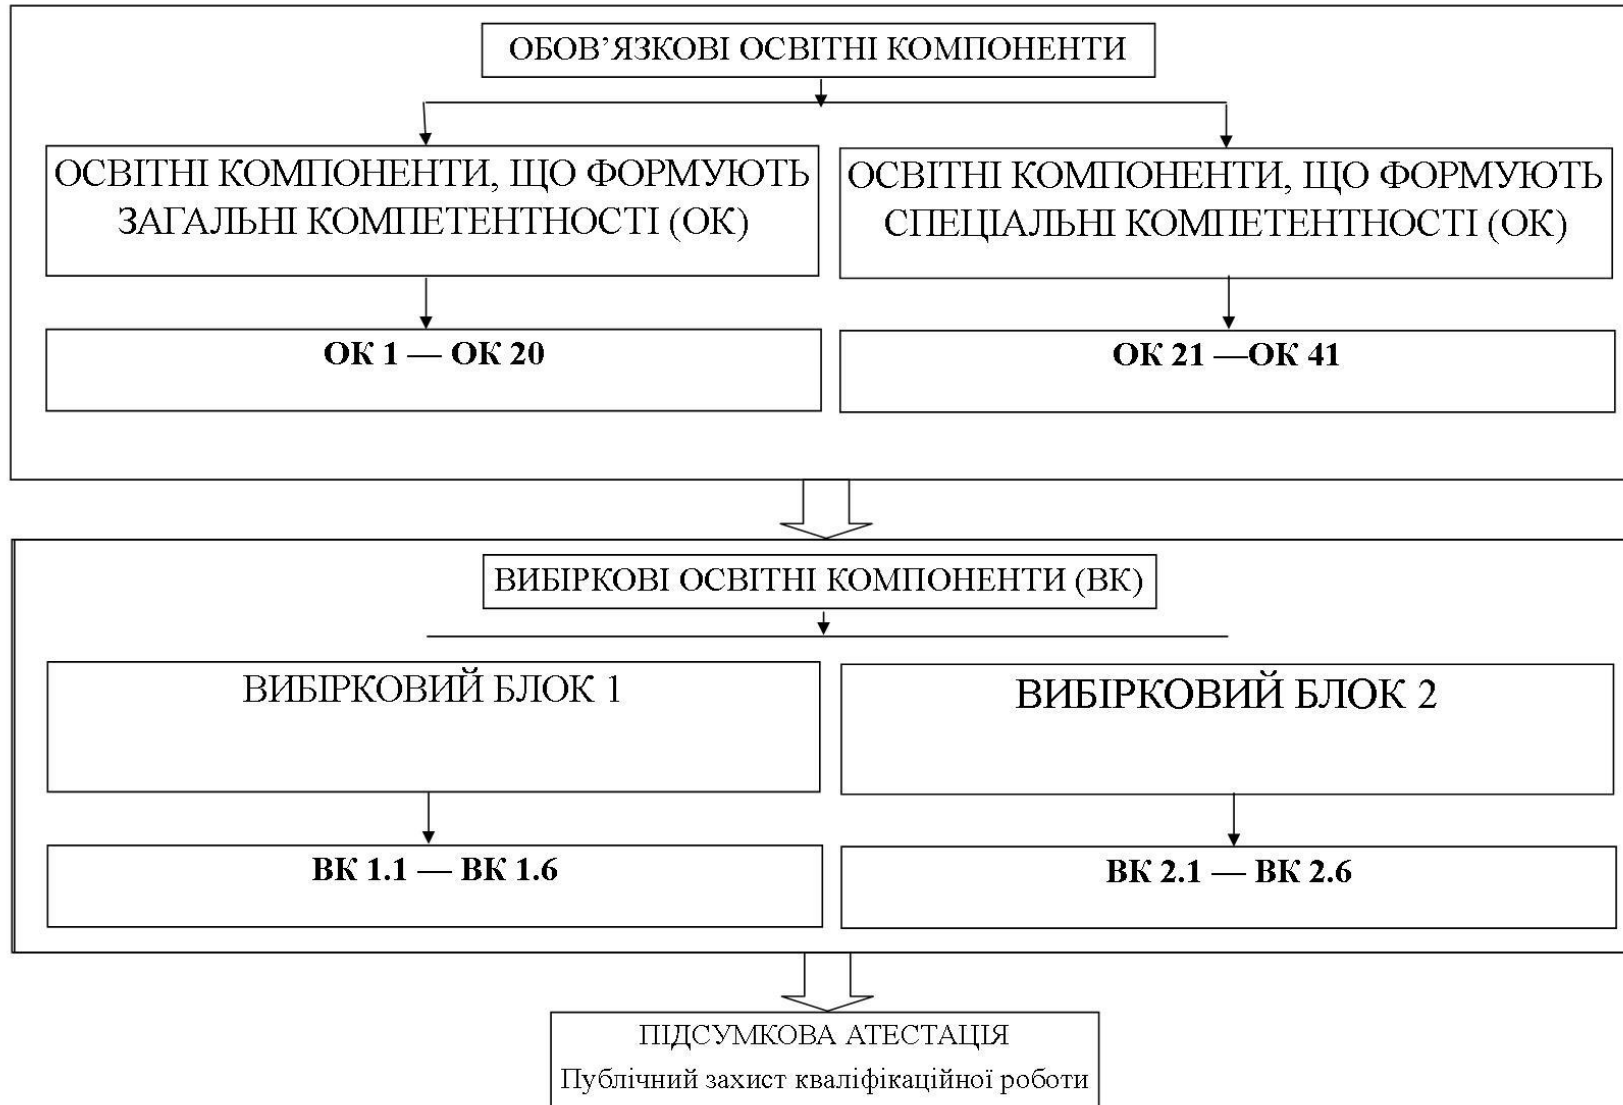 ОБОВ’ЯЗКОВІ ОСВІТНІ КОМПОНЕНТИ
ОСВІТНІ КОМПОНЕНТИ, ЩО ФОРМУЮТЬ
ЗАГАЛЬНІ КОМПЕТЕНТНОСТІ (ОК)
ОСВІТНІ КОМПОНЕНТИ, ЩО ФОРМУЮТЬ
СПЕЦІАЛЬНІ КОМПЕТЕНТНОСТІ (ОК)
ОК 1 — ОК 20
ОК 21 —ОК 41
ВИБІРКОВІ ОСВІТНІ КОМПОНЕНТИ (ВК)
ВИБІРКОВИЙ БЛОК 1
ВИБІРКОВИЙ БЛОК 2
ВК 1.1 — ВК 1.6
ВК 2.1 — ВК 2.6
ПІДСУМКОВА АТЕСТАЦІЯ
Публічний захист кваліфікаційної роботи